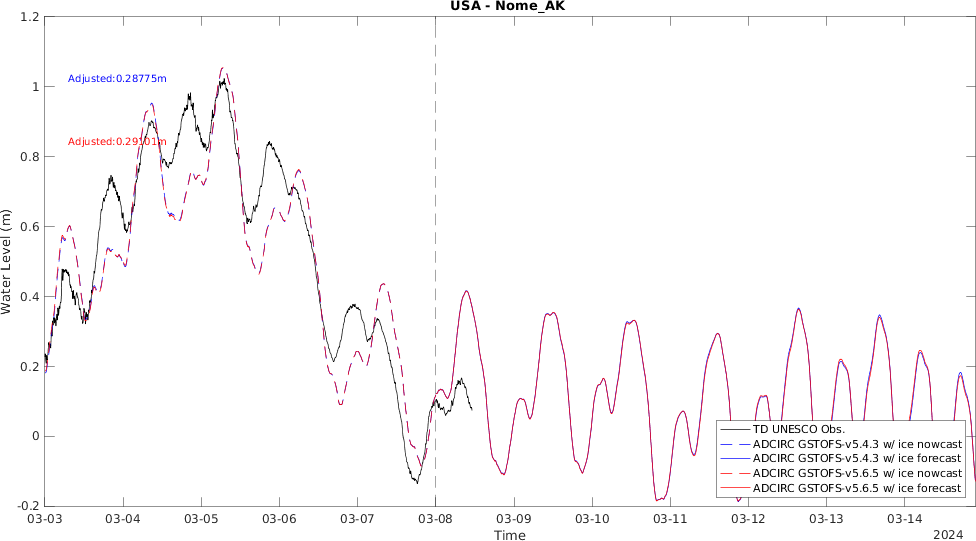 USA - Nome_AK
1.2
1
0.8
0.6
0.4
0.2
0
-0.2
Water Level (m)
Adjusted:0.28775m
Adjusted:0.29101m
TD UNESCO Obs.
ADCIRC GSTOFS-v5.4.3 w/ ice nowcast
ADCIRC GSTOFS-v5.4.3 w/ ice forecast
ADCIRC GSTOFS-v5.6.5 w/ ice nowcast
ADCIRC GSTOFS-v5.6.5 w/ ice forecast
03-03 03-04 03-05 03-06 03-07 03-08 03-09 03-10 03-11 03-12 03-13 03-14
Time
2024